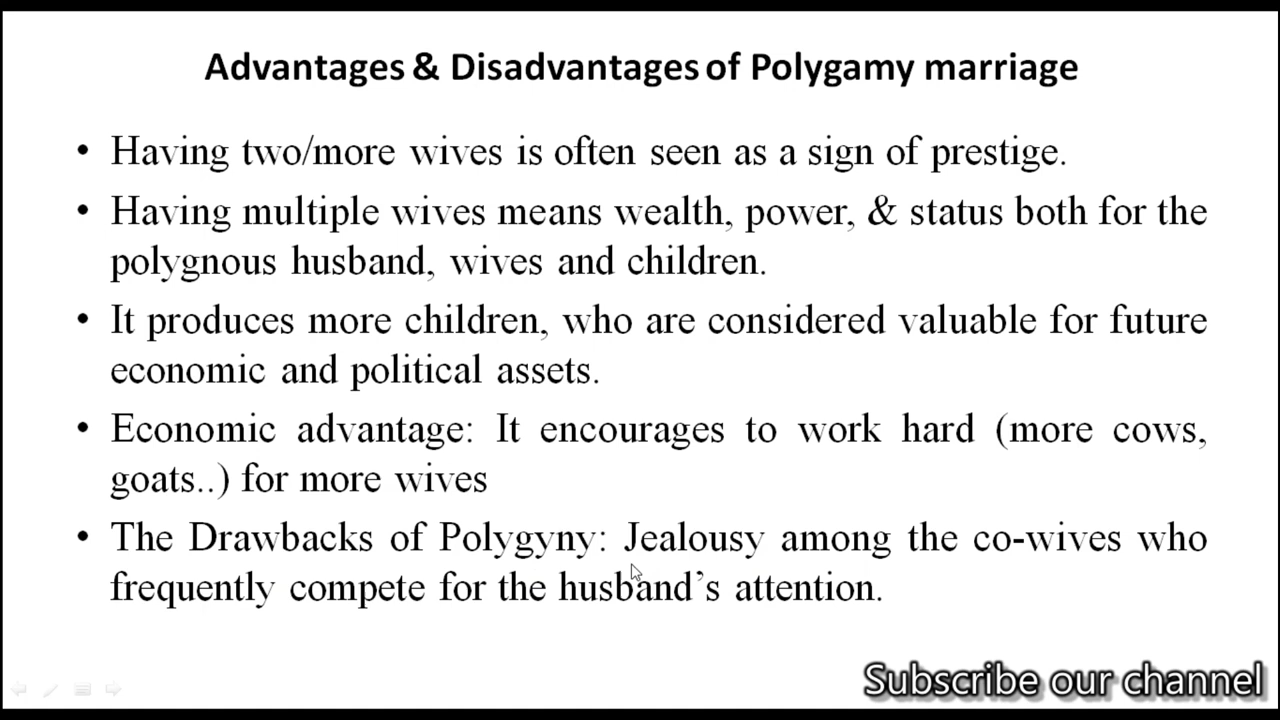 Advantages & Disadvantages of Polygamy marriage
• Having two/more wives is often seen as a sign of prestige.
• Having multiple wives means wealth, power, & status both for the
polygnous husband, wives and children.
• It produces more children, who are considered valuable for future
economic and political assets.
• Economic advantage: It encourages to work hard (more cows,
goats..) for more wives
• The Drawbacks of Polygyny: Jealousy among the co-wives who
frequently compete for the husband’s attention.
Subscribe our channel